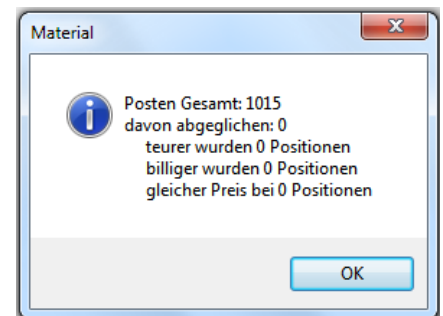 Material
Posten Gesamt: 1015
davon abgeglichen: 0
teurer wurden 0 Positionen
billiger wurden 0 Positionen
gleicher Preis bei 0 Positionen
OK